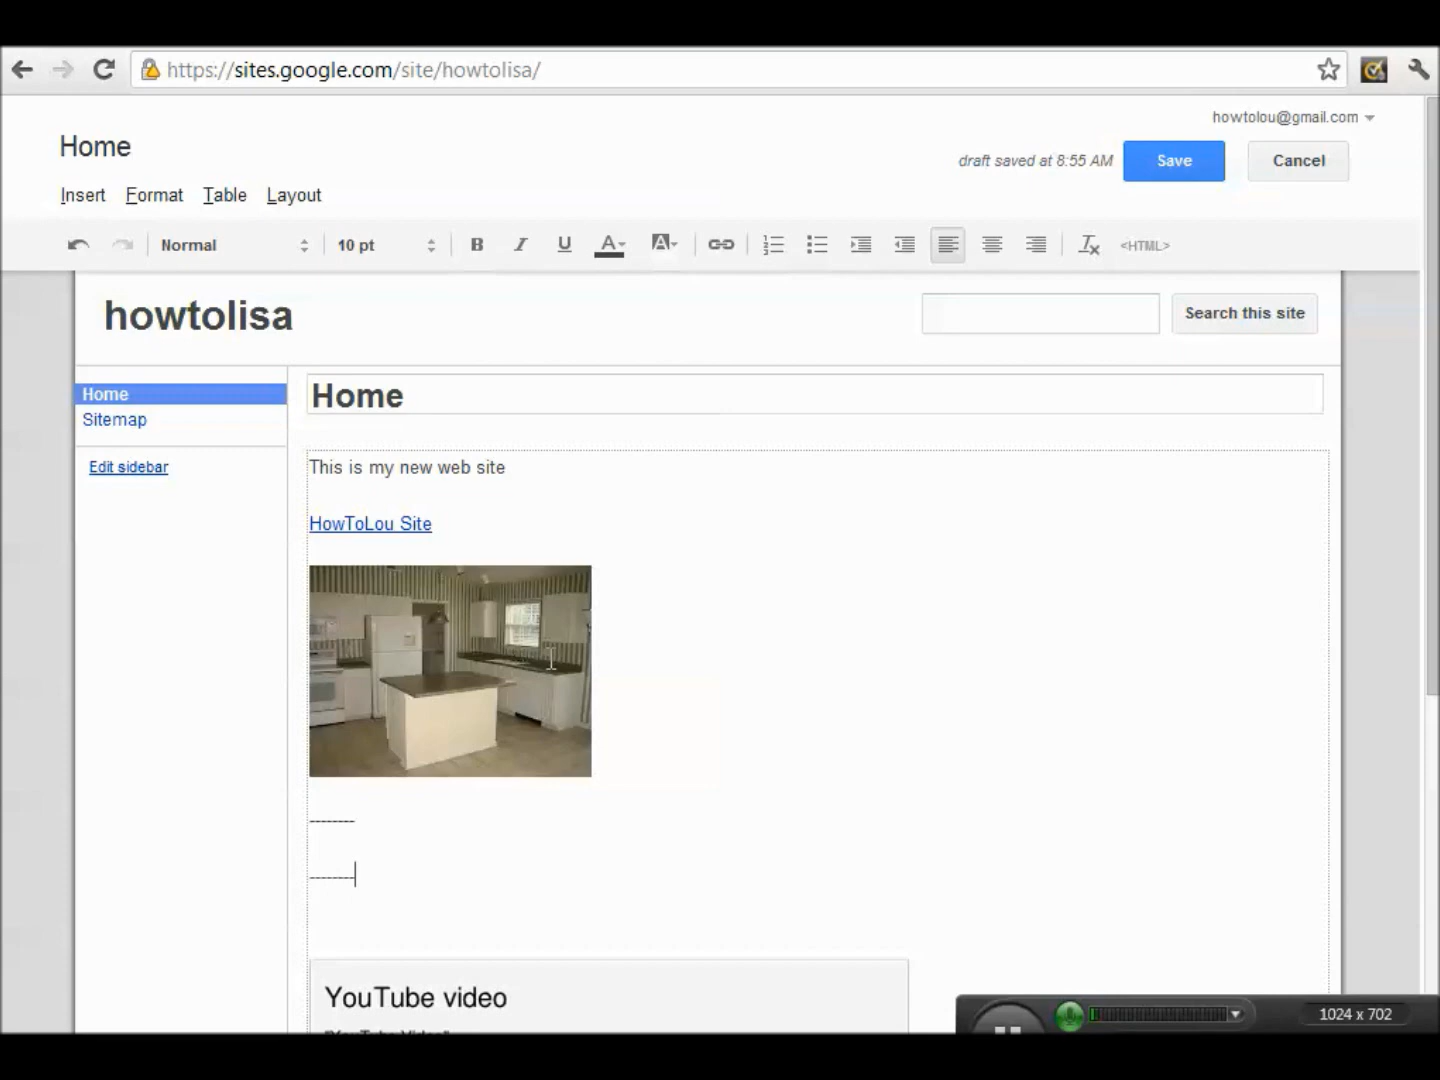 https://sites.google.com/site/howtolisa/
howtolou@gmail.com
Home
draft saved at 8:55 AM
Save
Cancel
Insert Format Table Layout
Normal
10 pt
B I U A A
<HTML>
howtolisa
Search this site
Home
Sitemap
Edit sidebar
Home
This is my new web site
HowToLou Site
--------
--------
YouTube video
"YouTube Video"
1024 x 702